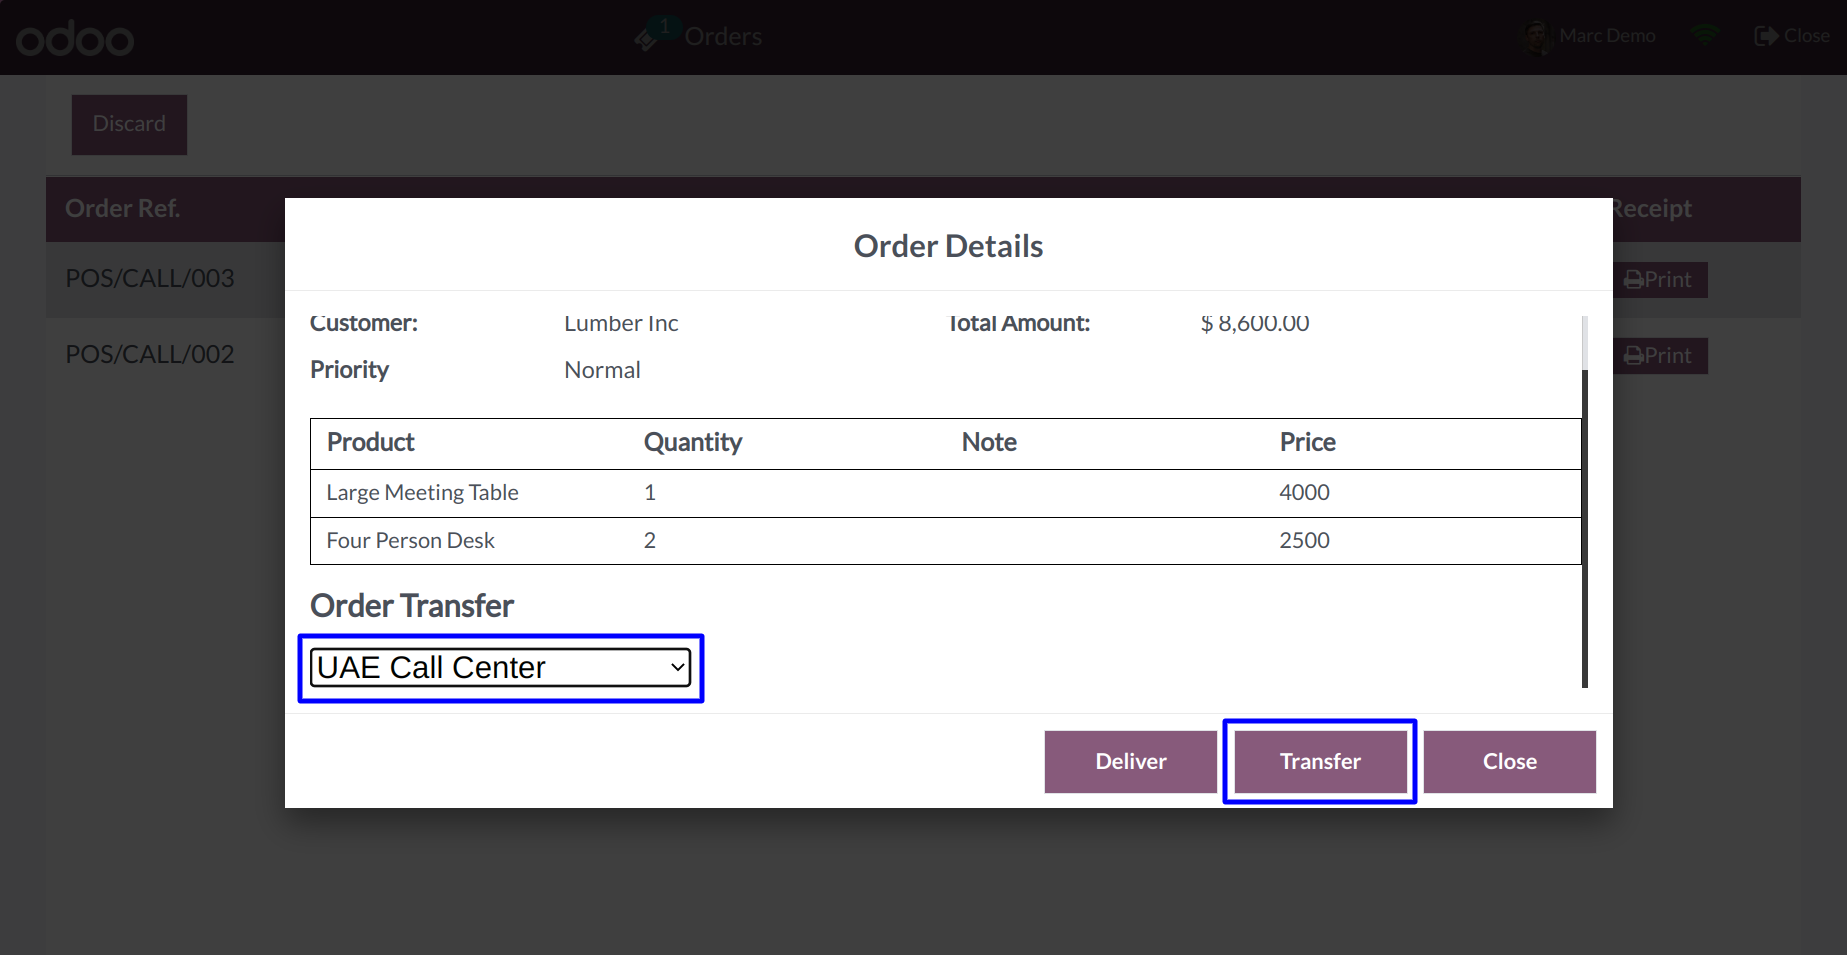 odoo
1
Orders
Marc Demo
Close
Discard
Order Ref.
Receipt
POS/CALL/003
Print
POS/CALL/002
Print
Order Details
Customer: Lumber Inc Total Amount: $ 8,600.00
Priority Normal
Product Quantity Note Price
Large Meeting Table 1 4000
Four Person Desk 2 2500
Order Transfer
UAE Call Center
Deliver Transfer Close